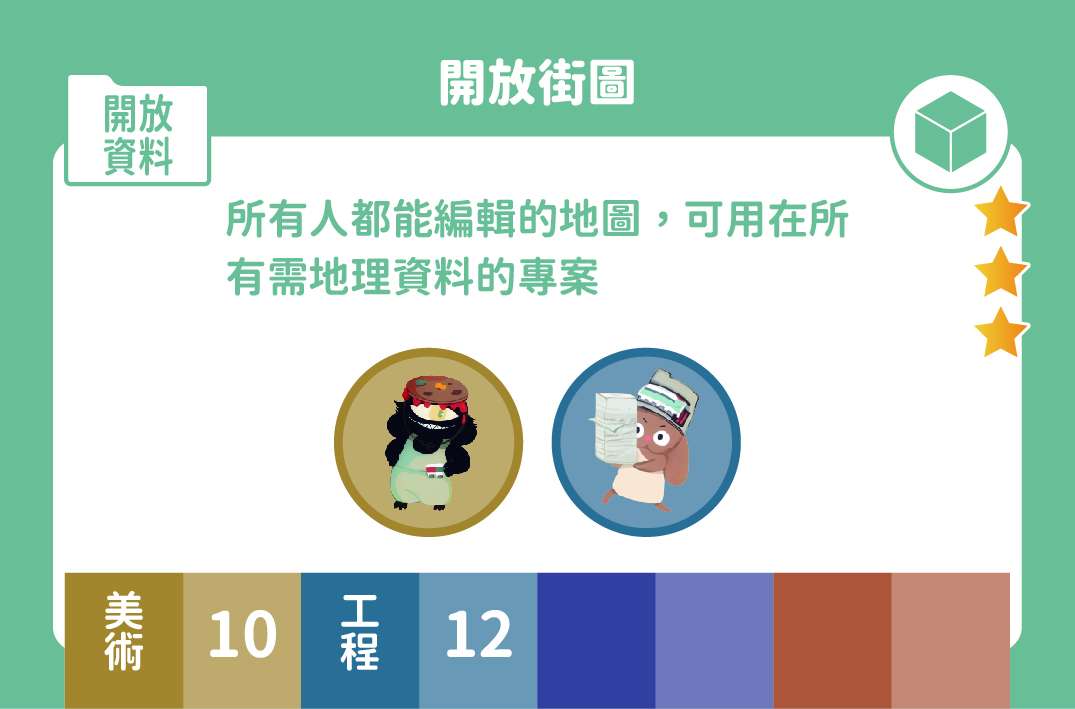 開放街圖
開放
資料
所有人都能編輯的地圖，可用在所
有需地理資料的專案
美術
10
工程
12